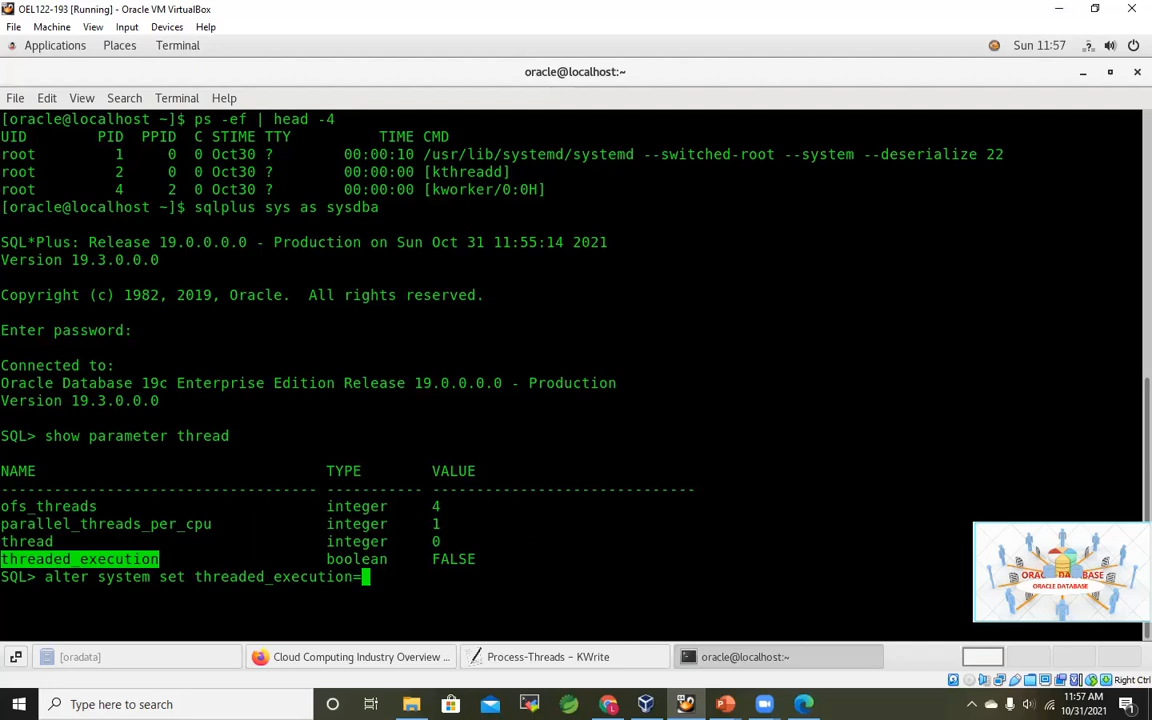 OEL122-193 [Running] - Oracle VM VirtualBox
File Machine View Input Devices Help
Applications Places Terminal Sun 11:57
oracle@localhost:~
File Edit View Search Terminal Help
[oracle@localhost ~]$ ps -ef | head -4
UID PID PPID C STIME TTY TIME CMD
root 1 0 0 Oct30 ? 00:00:10 /usr/lib/systemd/systemd --switched-root --system --deserialize 22
root 2 0 0 Oct30 ? 00:00:00 [kthreadd]
root 4 2 0 Oct30 ? 00:00:00 [kworker/0:0H]
[oracle@localhost ~]$ sqlplus sys as sysdba
SQL*Plus: Release 19.0.0.0.0 - Production on Sun Oct 31 11:55:14 2021
Version 19.3.0.0.0
Copyright (c) 1982, 2019, Oracle. All rights reserved.
Enter password:
Connected to:
Oracle Database 19c Enterprise Edition Release 19.0.0.0.0 - Production
Version 19.3.0.0.0
SQL> show parameter thread
NAME TYPE VALUE
------------------------------------ ----------- ------------------------------
ofs_threads integer 4
parallel_threads_per_cpu integer 1
thread integer 0
threaded_execution boolean FALSE
SQL> alter system set threaded_execution=
ORACLE DATABASE
ORACLE DATABASE
[oradata] Cloud Computing Industry Overview ... Process-Threads – KWrite oracle@localhost:~
Right Ctrl
Type here to search
11:57 AM
10/31/2021
1